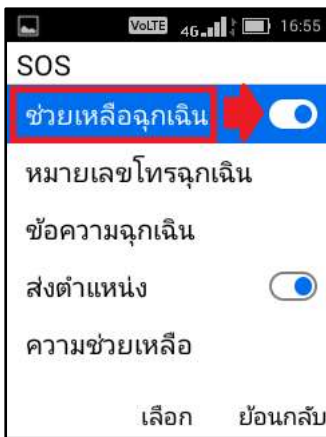 VoLTE 4G 16:55
SOS
ช่วยเหลือฉุกเฉิน
หมายเลขโทรฉุกเฉิน
ข้อความฉุกเฉิน
ส่งตำแหน่ง
ความช่วยเหลือ
เลือก ย้อนกลับ